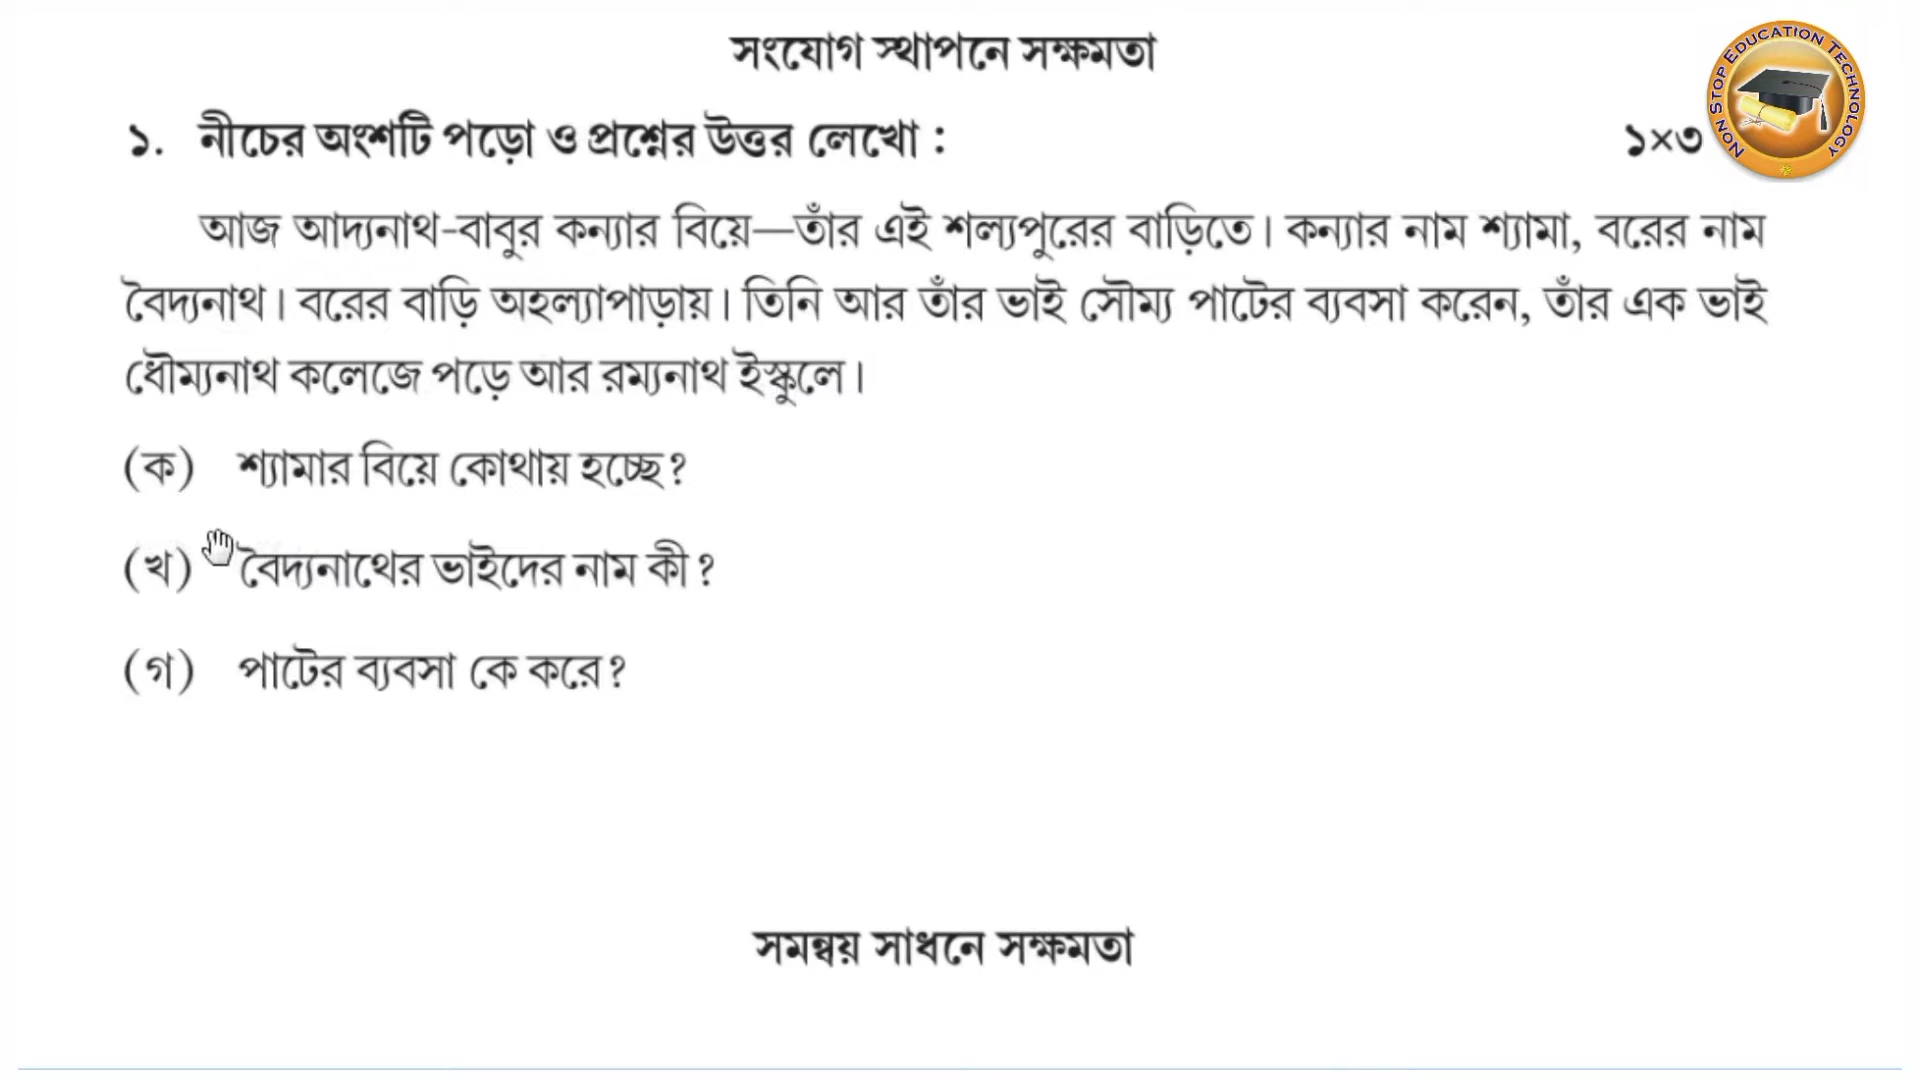 সংযোগ স্থাপনে সক্ষমতা
NON STOP EDUCATION TECHNOLOGY
১. নীচের অংশটি পড়ো ও প্রশ্নের উত্তর লেখো : ১×৩
আজ আদ্যনাথ-বাবুর কন্যার বিয়ে—তাঁর এই শল্যপুরের বাড়িতে। কন্যার নাম শ্যামা, বরের নাম
বৈদ্যনাথ। বরের বাড়ি অহল্যাপাড়ায়। তিনি আর তাঁর ভাই সৌম্য পাটের ব্যবসা করেন, তাঁর এক ভাই
ধৌম্যনাথ কলেজে পড়ে আর রম্যনাথ ইস্কুলে।
(ক) শ্যামার বিয়ে কোথায় হচ্ছে?
(খ) বৈদ্যনাথের ভাইদের নাম কী?
(গ) পাটের ব্যবসা কে করে?
সমন্বয় সাধনে সক্ষমতা